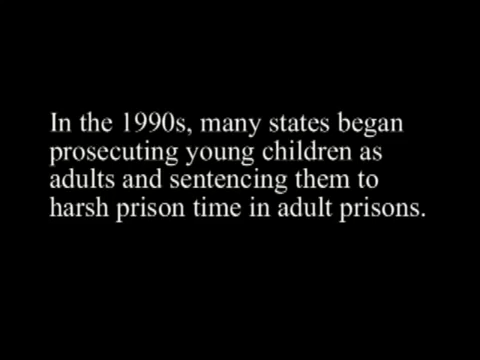 In the 1990s, many states began
prosecuting young children as
adults and sentencing them to
harsh prison time in adult prisons.